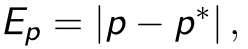 E_p = |p − p*|,